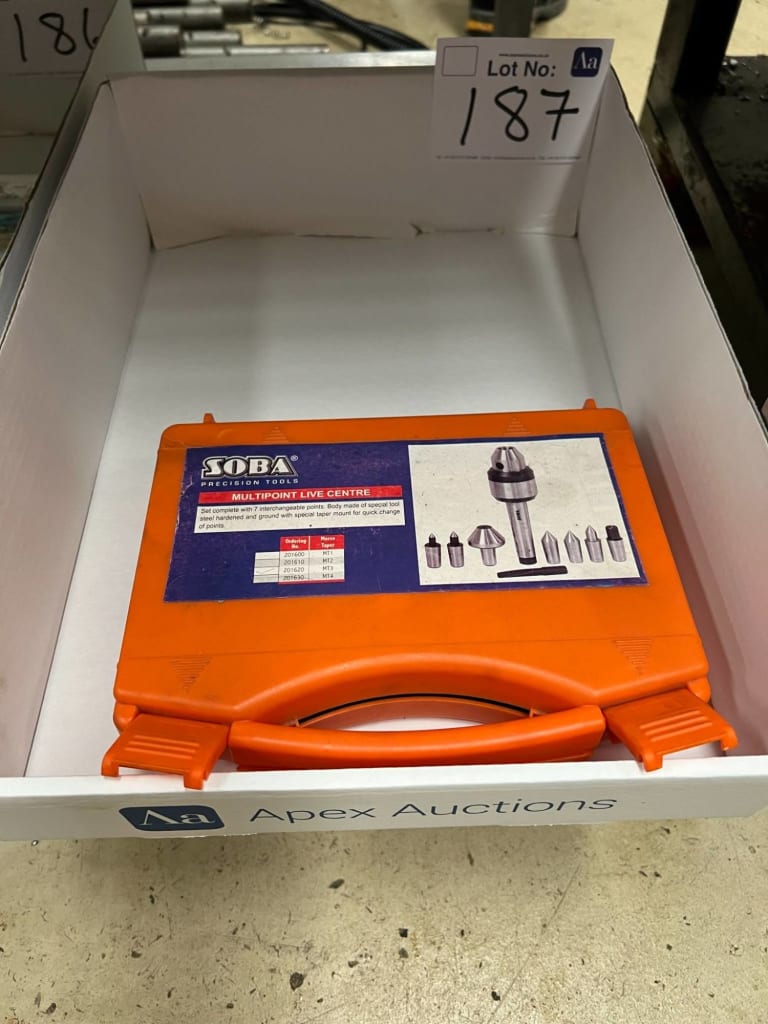 186
Lot No:
Aa
187
SOBA®
PRECISION TOOLS
MULTIPOINT LIVE CENTRE
Set complete with 7 interchangeable points. Body made of special tool
steel hardened and ground with special taper mount for quick change
of points.
Ordering No. Morse Taper
201600 MT1
201610 MT2
201620 MT3
201630 MT4
Aa Apex Auctions